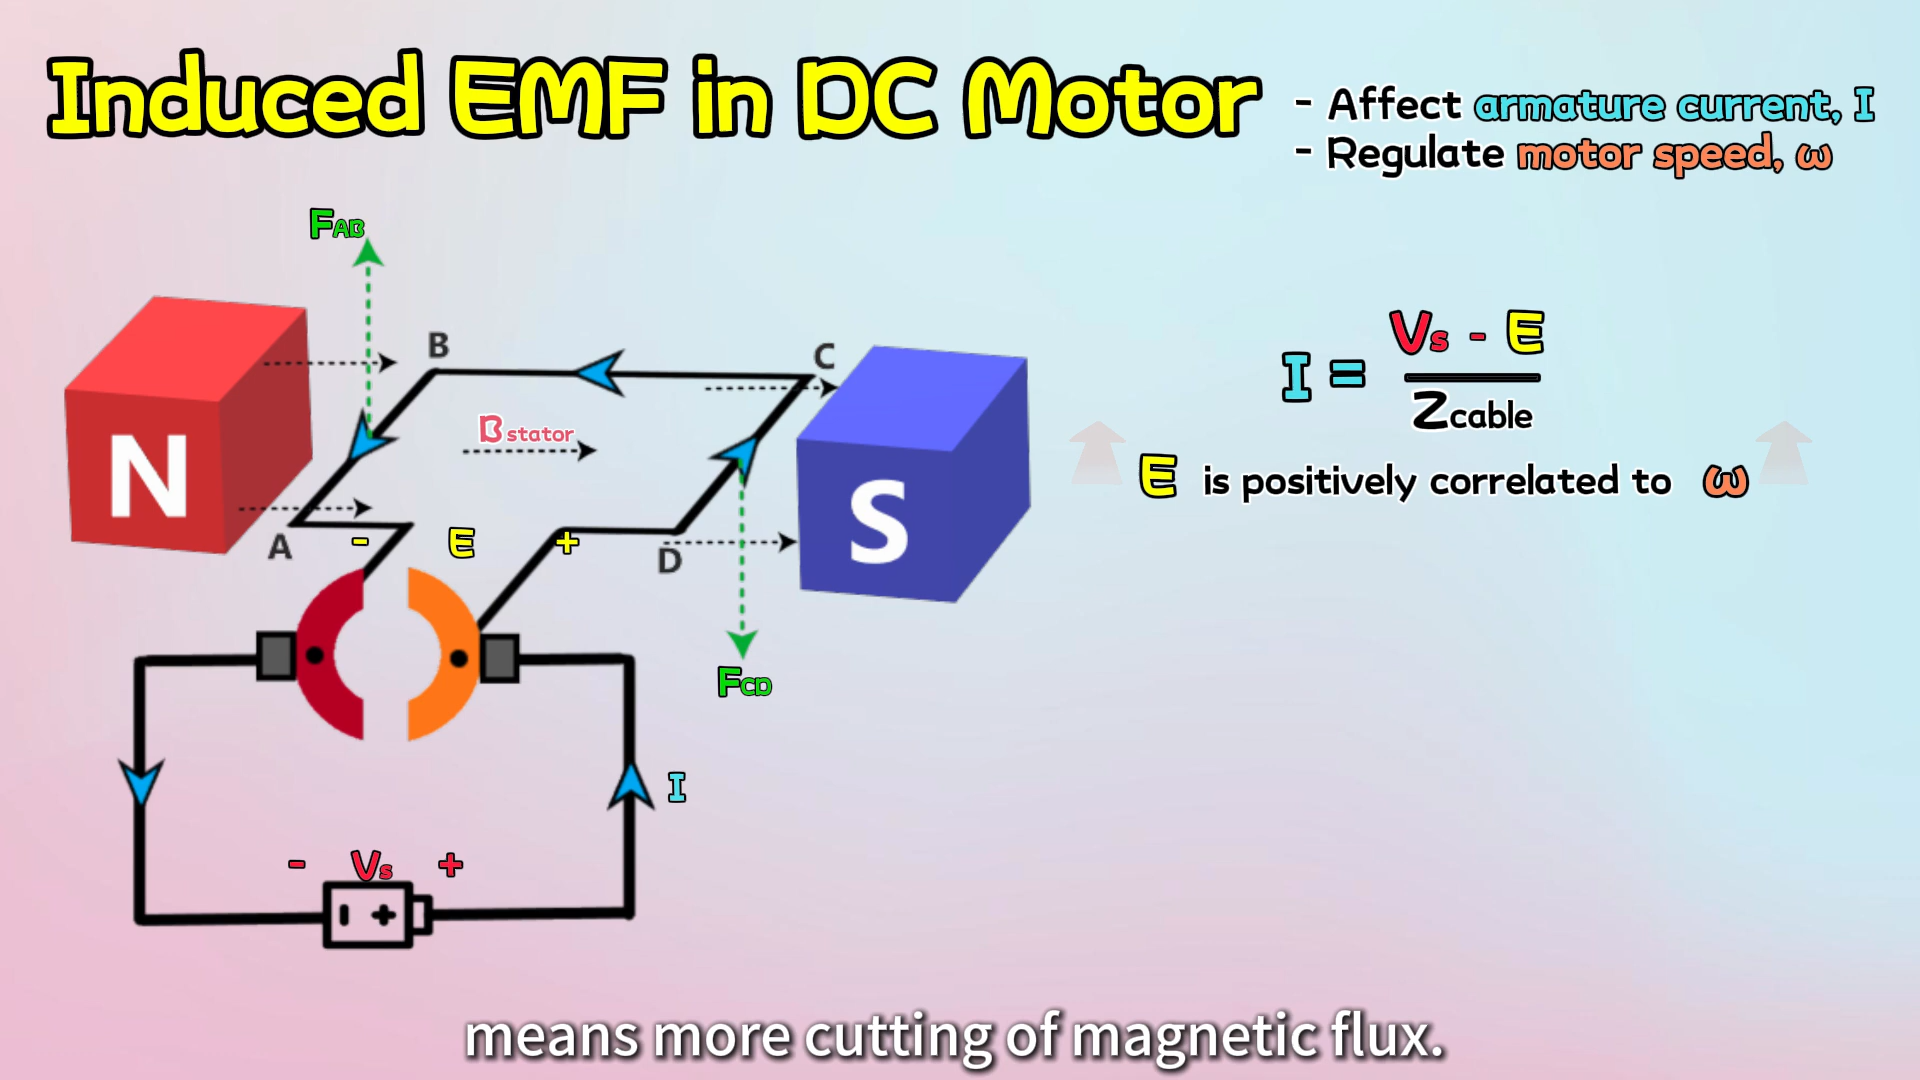 Induced EMF in DC Motor
- Affect armature current, I
- Regulate motor speed, ω
FAB
B
C
N
Bstator
S
A
- E +
D
I = Vs - E
Zcable
E is positively correlated to ω
FCD
I
- Vs +
means more cutting of magnetic flux.